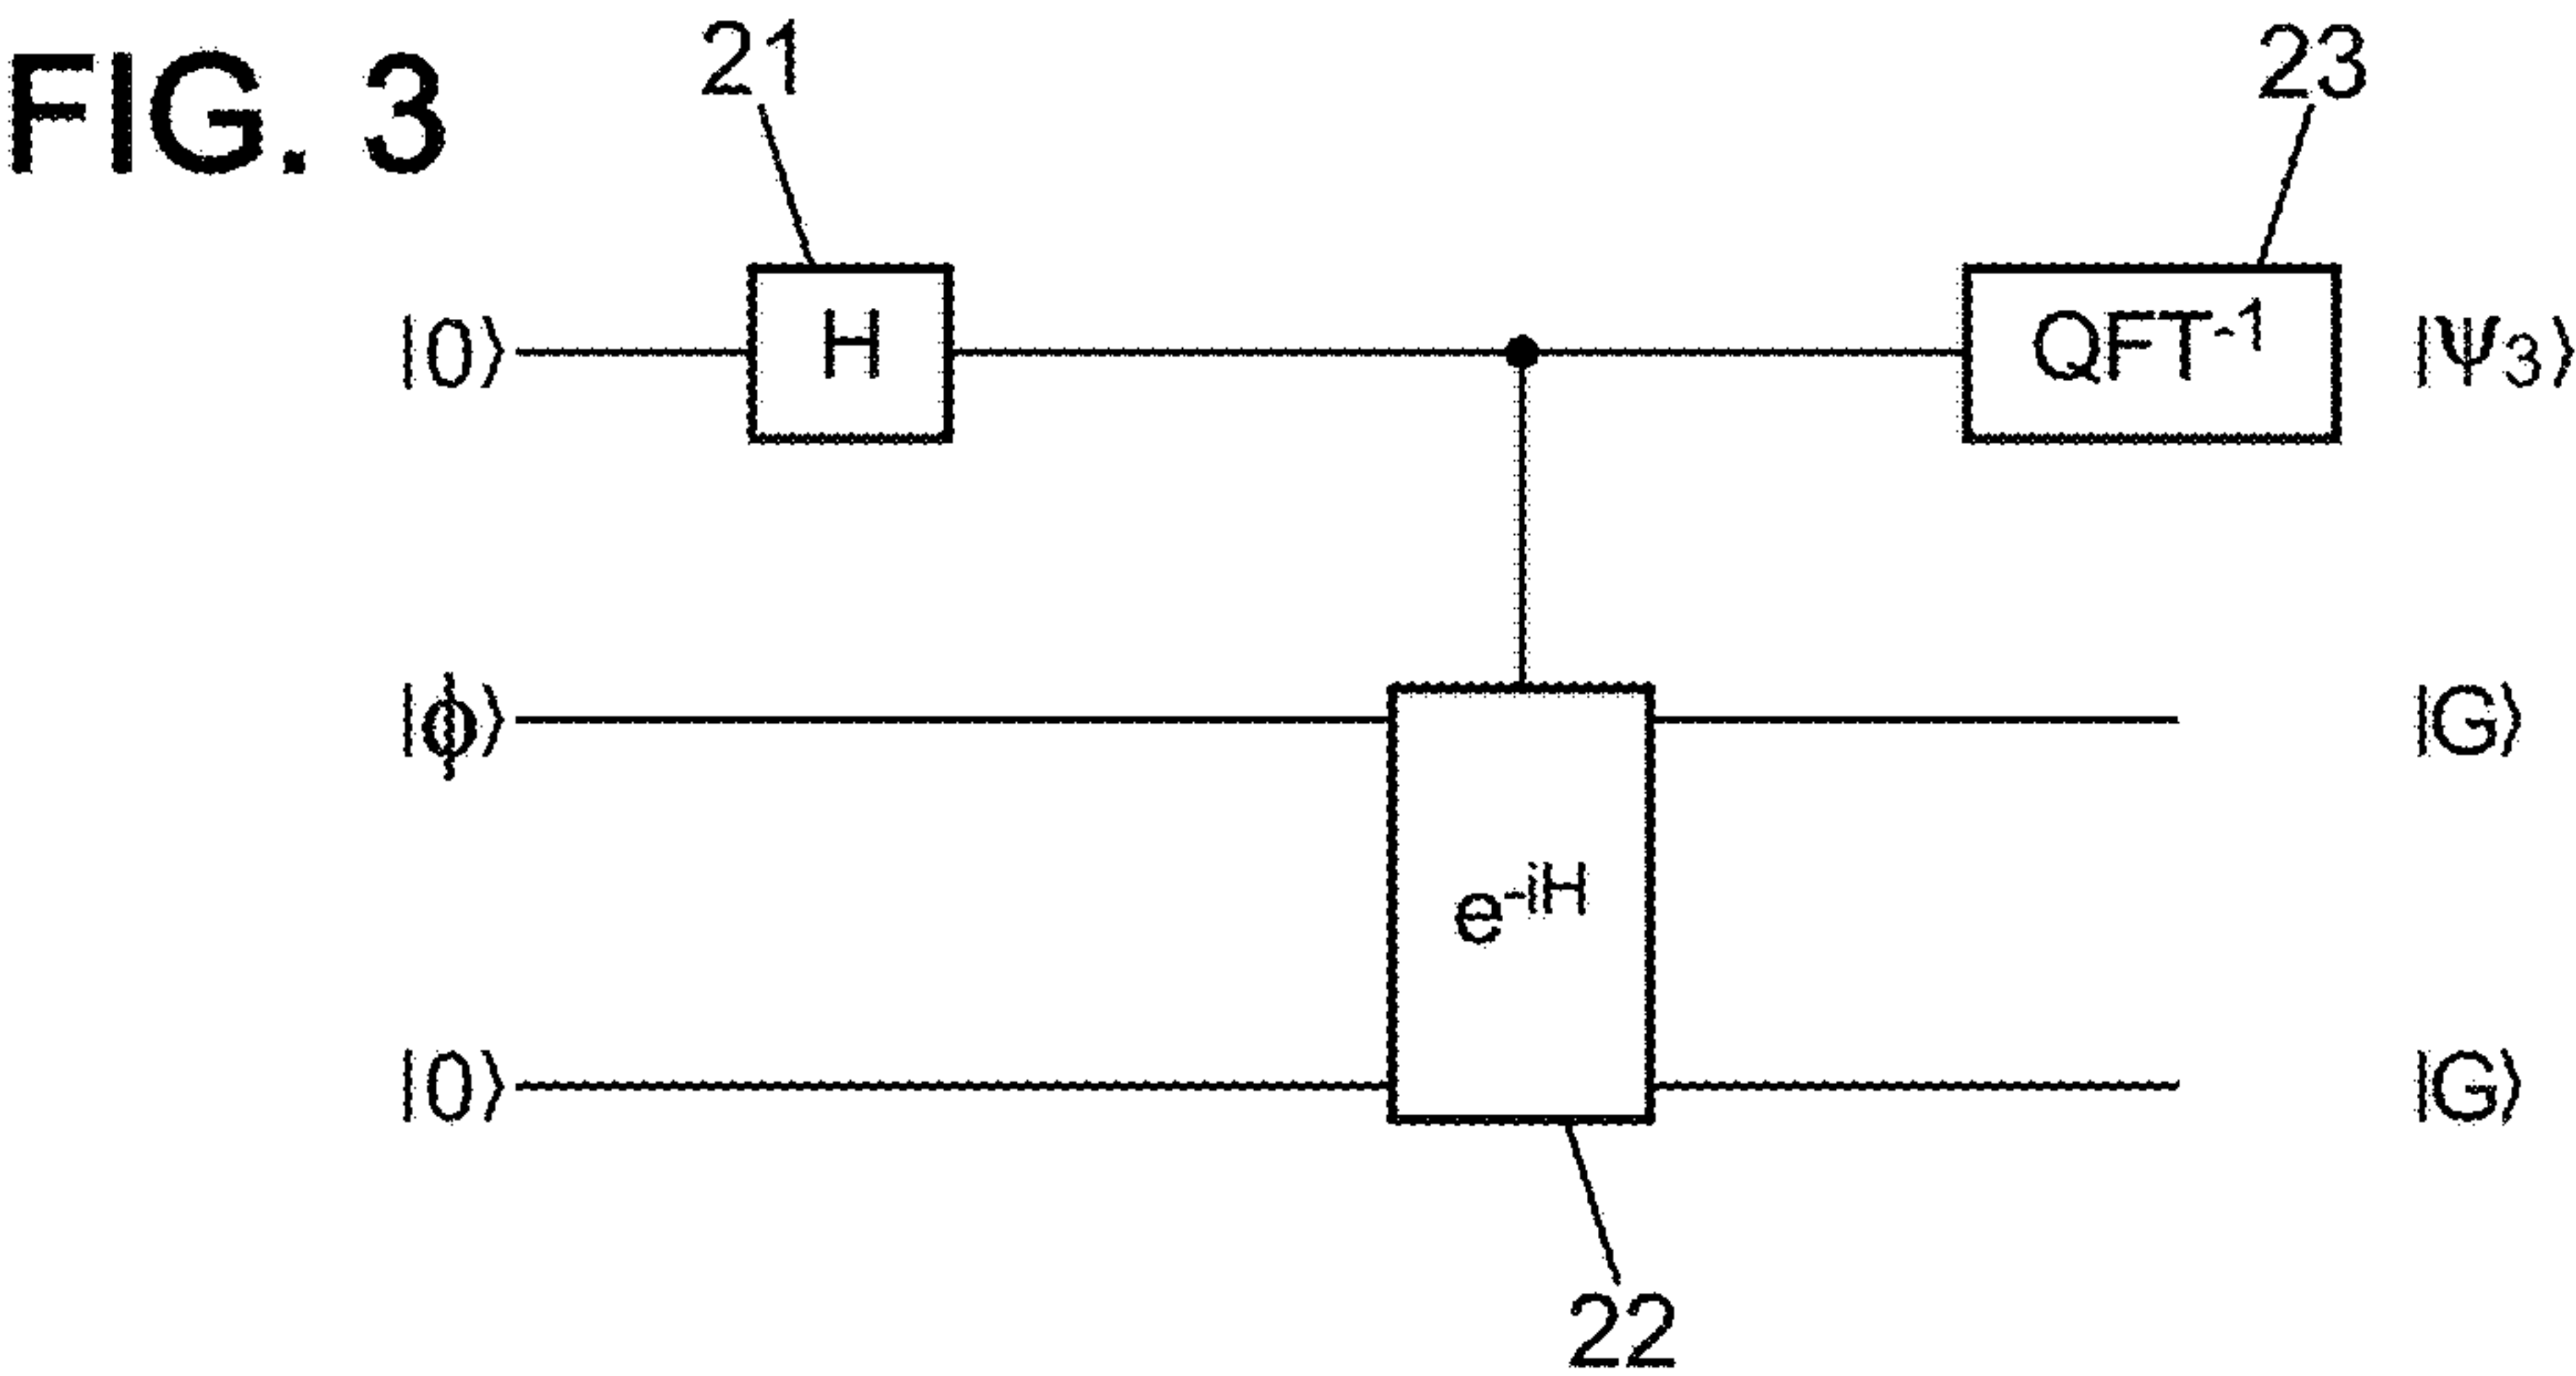 FIG. 3
21
23
|0⟩ H QFT⁻¹ |Ψ₃⟩
|ϕ⟩ |G⟩
e⁻ⁱᴴ
|0⟩ |G⟩
22